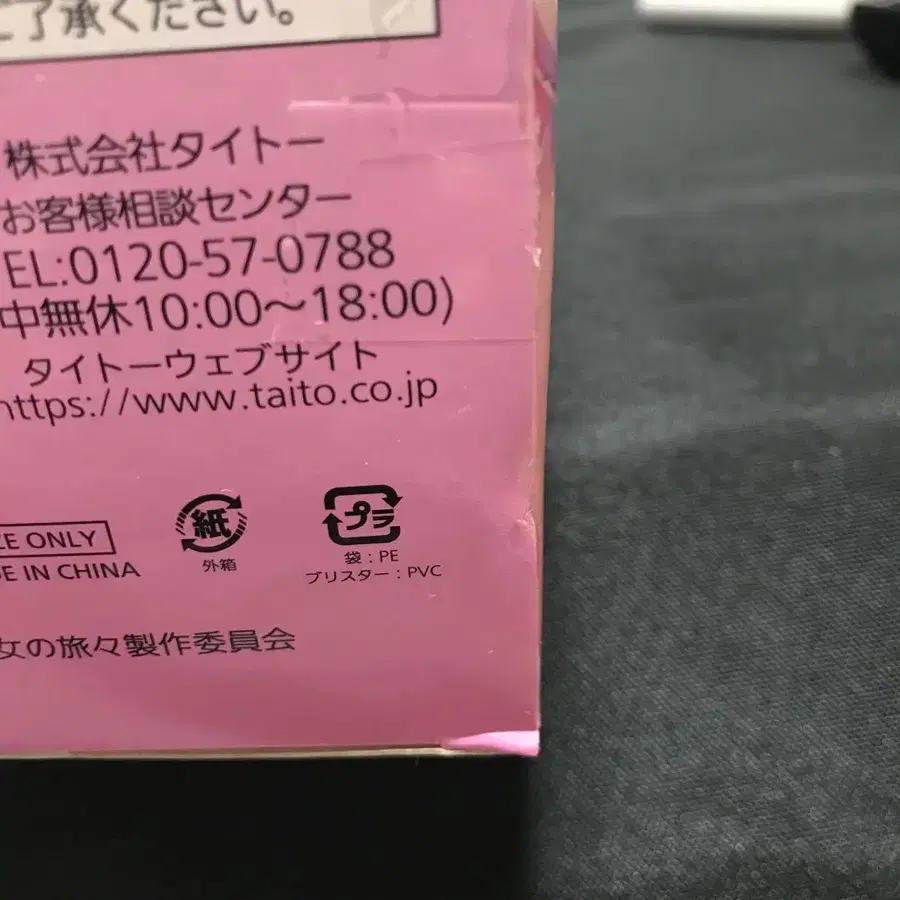 ご了承ください。
株式会社タイトー
お客様相談センター
EL:0120-57-0788
中無休10:00〜18:00)
タイトーウェブサイト
https://www.taito.co.jp
ZE ONLY
紙
プラ
外箱
袋：PE
DE IN CHINA
ブリスター：PVC
女の旅々製作委員会